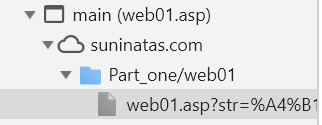 main (web01.asp)
suninatas.com
Part_one/web01
web01.asp?str=%A4%B1